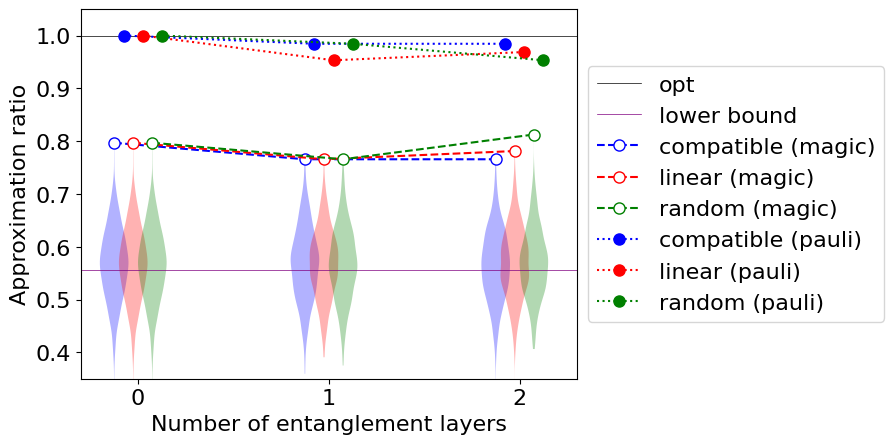 1.0
0.9
0.8
0.7
0.6
0.5
0.4
Approximation ratio
0 1 2
Number of entanglement layers
opt
lower bound
compatible (magic)
linear (magic)
random (magic)
compatible (pauli)
linear (pauli)
random (pauli)